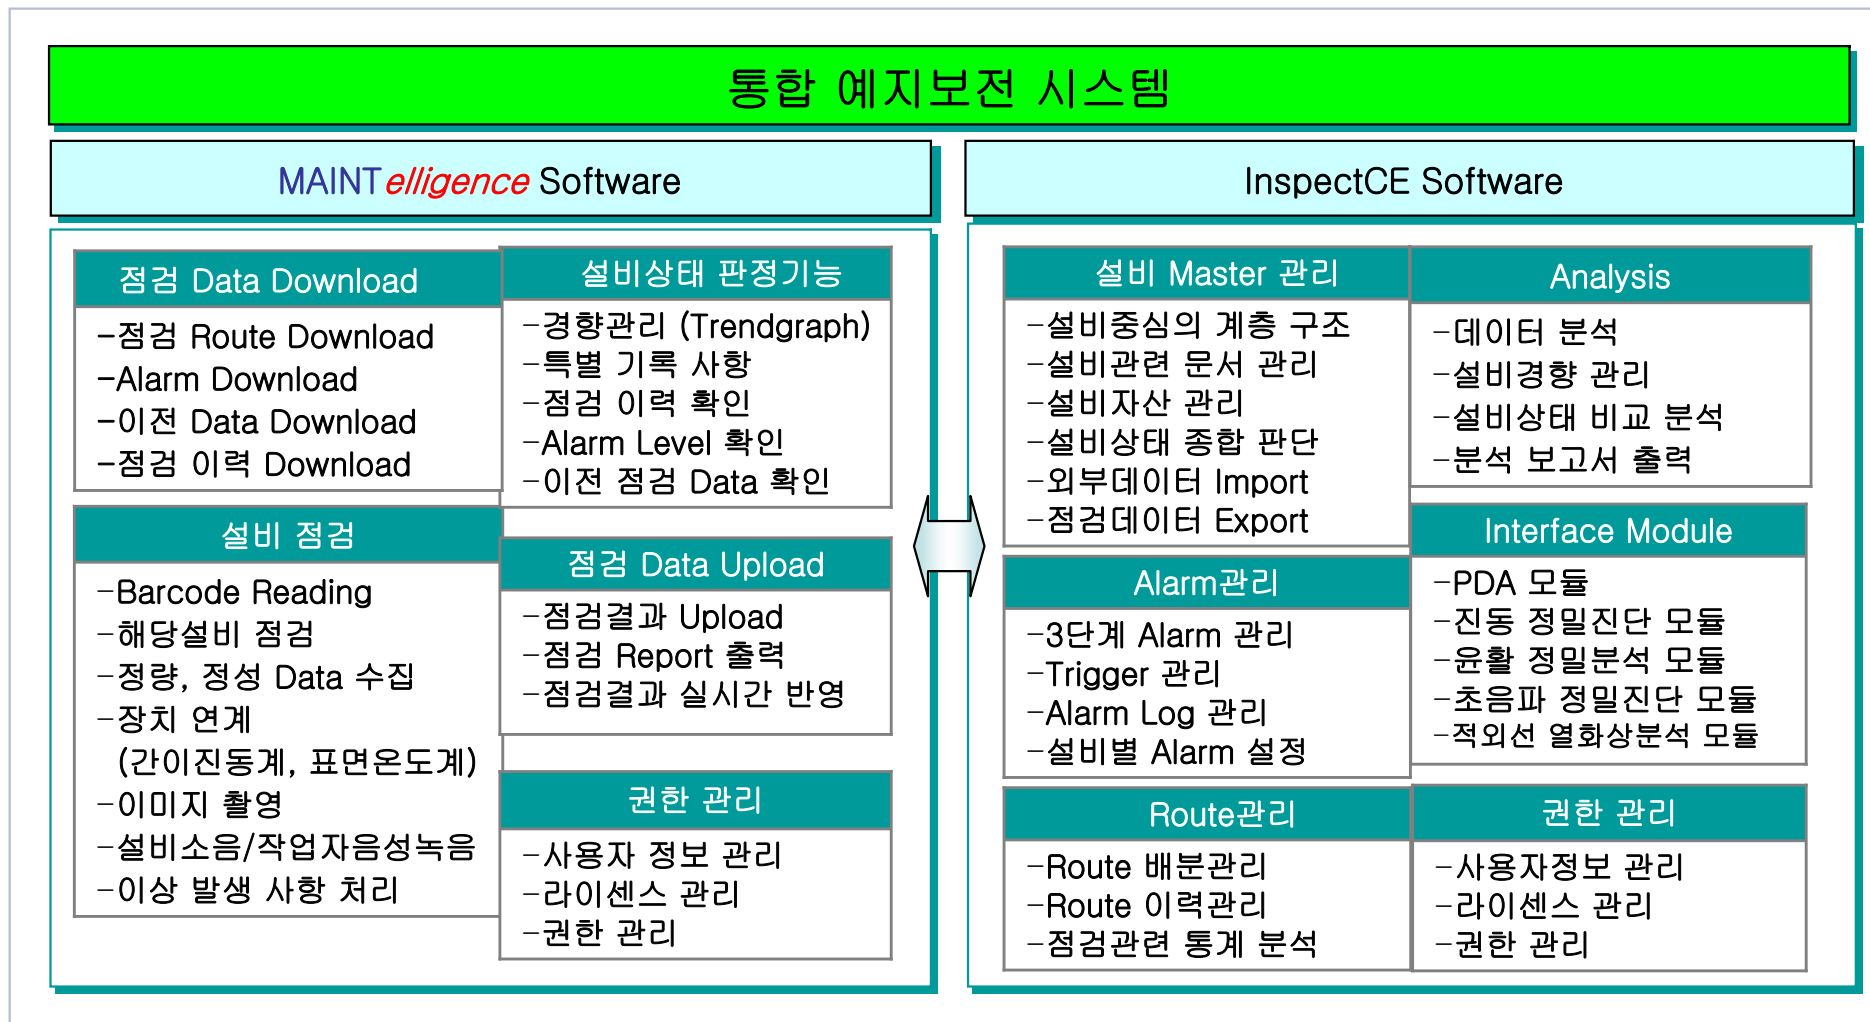 통합 예지보전 시스템
MAINTelligence Software
점검 Data Download
-점검 Route Download
-Alarm Download
-이전 Data Download
-점검 이력 Download
설비상태 판정기능
-경향관리 (Trendgraph)
-특별 기록 사항
-점검 이력 확인
-Alarm Level 확인
-이전 점검 Data 확인
설비 점검
-Barcode Reading
-해당설비 점검
-정량, 정성 Data 수집
-장치 연계
(간이진동계, 표면온도계)
-이미지 촬영
-설비소음/작업자음성녹음
-이상 발생 사항 처리
점검 Data Upload
-점검결과 Upload
-점검 Report 출력
-점검결과 실시간 반영
권한 관리
-사용자 정보 관리
-라이센스 관리
-권한 관리
InspectCE Software
설비 Master 관리
-설비중심의 계층 구조
-설비관련 문서 관리
-설비자산 관리
-설비상태 종합 판단
-외부데이터 Import
-점검데이터 Export
Analysis
-데이터 분석
-설비경향 관리
-설비상태 비교 분석
-분석 보고서 출력
Alarm관리
-3단계 Alarm 관리
-Trigger 관리
-Alarm Log 관리
-설비별 Alarm 설정
Interface Module
-PDA 모듈
-진동 정밀진단 모듈
-윤활 정밀분석 모듈
-초음파 정밀진단 모듈
-적외선 열화상분석 모듈
Route관리
-Route 배분관리
-Route 이력관리
-점검관련 통계 분석
권한 관리
-사용자정보 관리
-라이센스 관리
-권한 관리